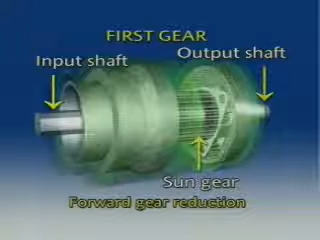 FIRST GEAR
Input shaft
Output shaft
Sun gear
Forward gear reduction